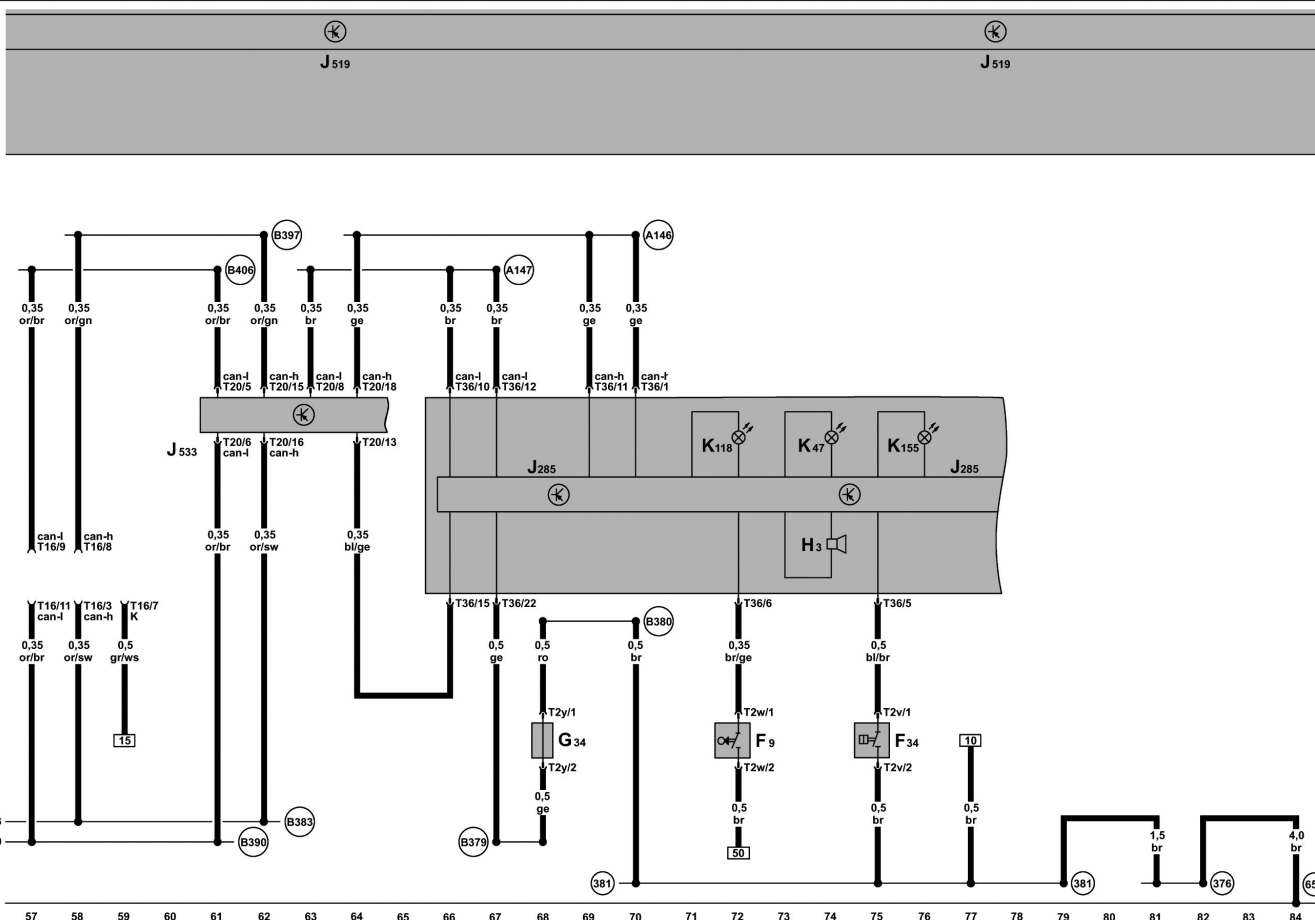 J519 J519
B397 A146
B406 A147
0,35 0,35 0,35 0,35 0,35 0,35 0,35 0,35 0,35 0,35
or/br or/gn or/br or/gn br ge br br ge ge
can-l can-h can-l can-h can-l can-l can-h
T20/5 T20/15 T20/8 T20/18 T36/10 T36/12 T36/11 T36/1
K118 K47 K155
T20/6 T20/16 T20/13
J533 can-l can-h
J285 J285
0,35 0,35 0,35
or/br or/sw bl/ge
can-l can-h
T16/9 T16/8
H3
T16/11 T16/3 T16/7 T36/15 T36/22 T36/6 T36/5
can-l can-h K
B380
0,35 0,35 0,5 0,5 0,5 0,5 0,35 0,5
or/br or/sw gr/ws ge ro br br/ge bl/br
T2y/1 T2w/1 T2v/1
15 G34 F9 F34 10
T2y/2 T2w/2 T2v/2
0,5 0,5 0,5 0,5
ge br br br
B383
1,5 4,0
br br
B390 B379
50
381 381 376
57 58 59 60 61 62 63 64 65 66 67 68 69 70 71 72 73 74 75 76 77 78 79 80 81 82 83 84